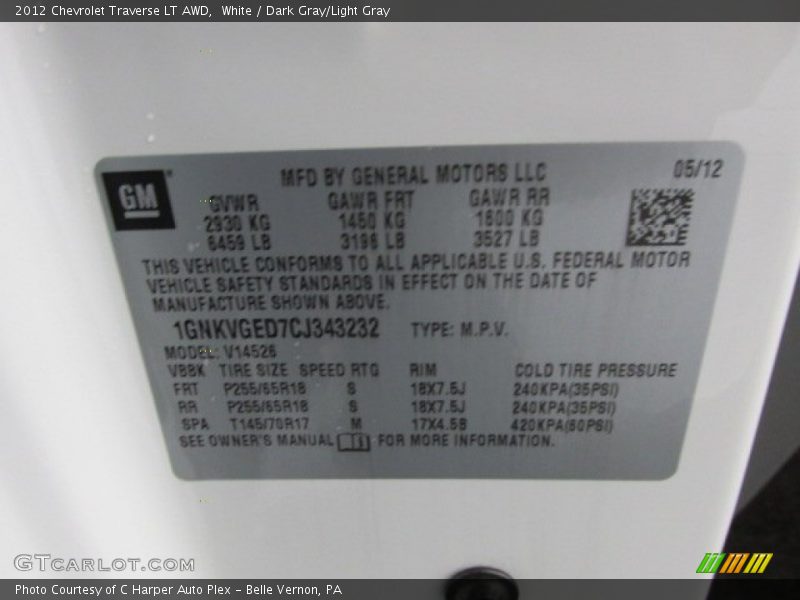 2012 Chevrolet Traverse LT AWD,  White / Dark Gray/Light Gray
GM
MFD BY GENERAL MOTORS LLC 05/12
GVWR GAWR FRT GAWR RR
2930 KG 1450 KG 1600 KG
6459 LB 3196 LB 3527 LB
THIS VEHICLE CONFORMS TO ALL APPLICABLE U.S. FEDERAL MOTOR
VEHICLE SAFETY STANDARDS IN EFFECT ON THE DATE OF
MANUFACTURE SHOWN ABOVE.
1GNKVGED7CJ343232 TYPE: M.P.V.
MODEL: V14526
VBBK TIRE SIZE SPEED RTG RIM COLD TIRE PRESSURE
FRT P255/65R18 S 18X7.5J 240KPA(35PSI)
RR P255/65R18 S 18X7.5J 240KPA(35PSI)
SPA T145/70R17 M 17X4.5B 420KPA(60PSI)
SEE OWNER'S MANUAL FOR MORE INFORMATION.
GTCARLOT.COM
Photo Courtesy of C Harper Auto Plex – Belle Vernon, PA